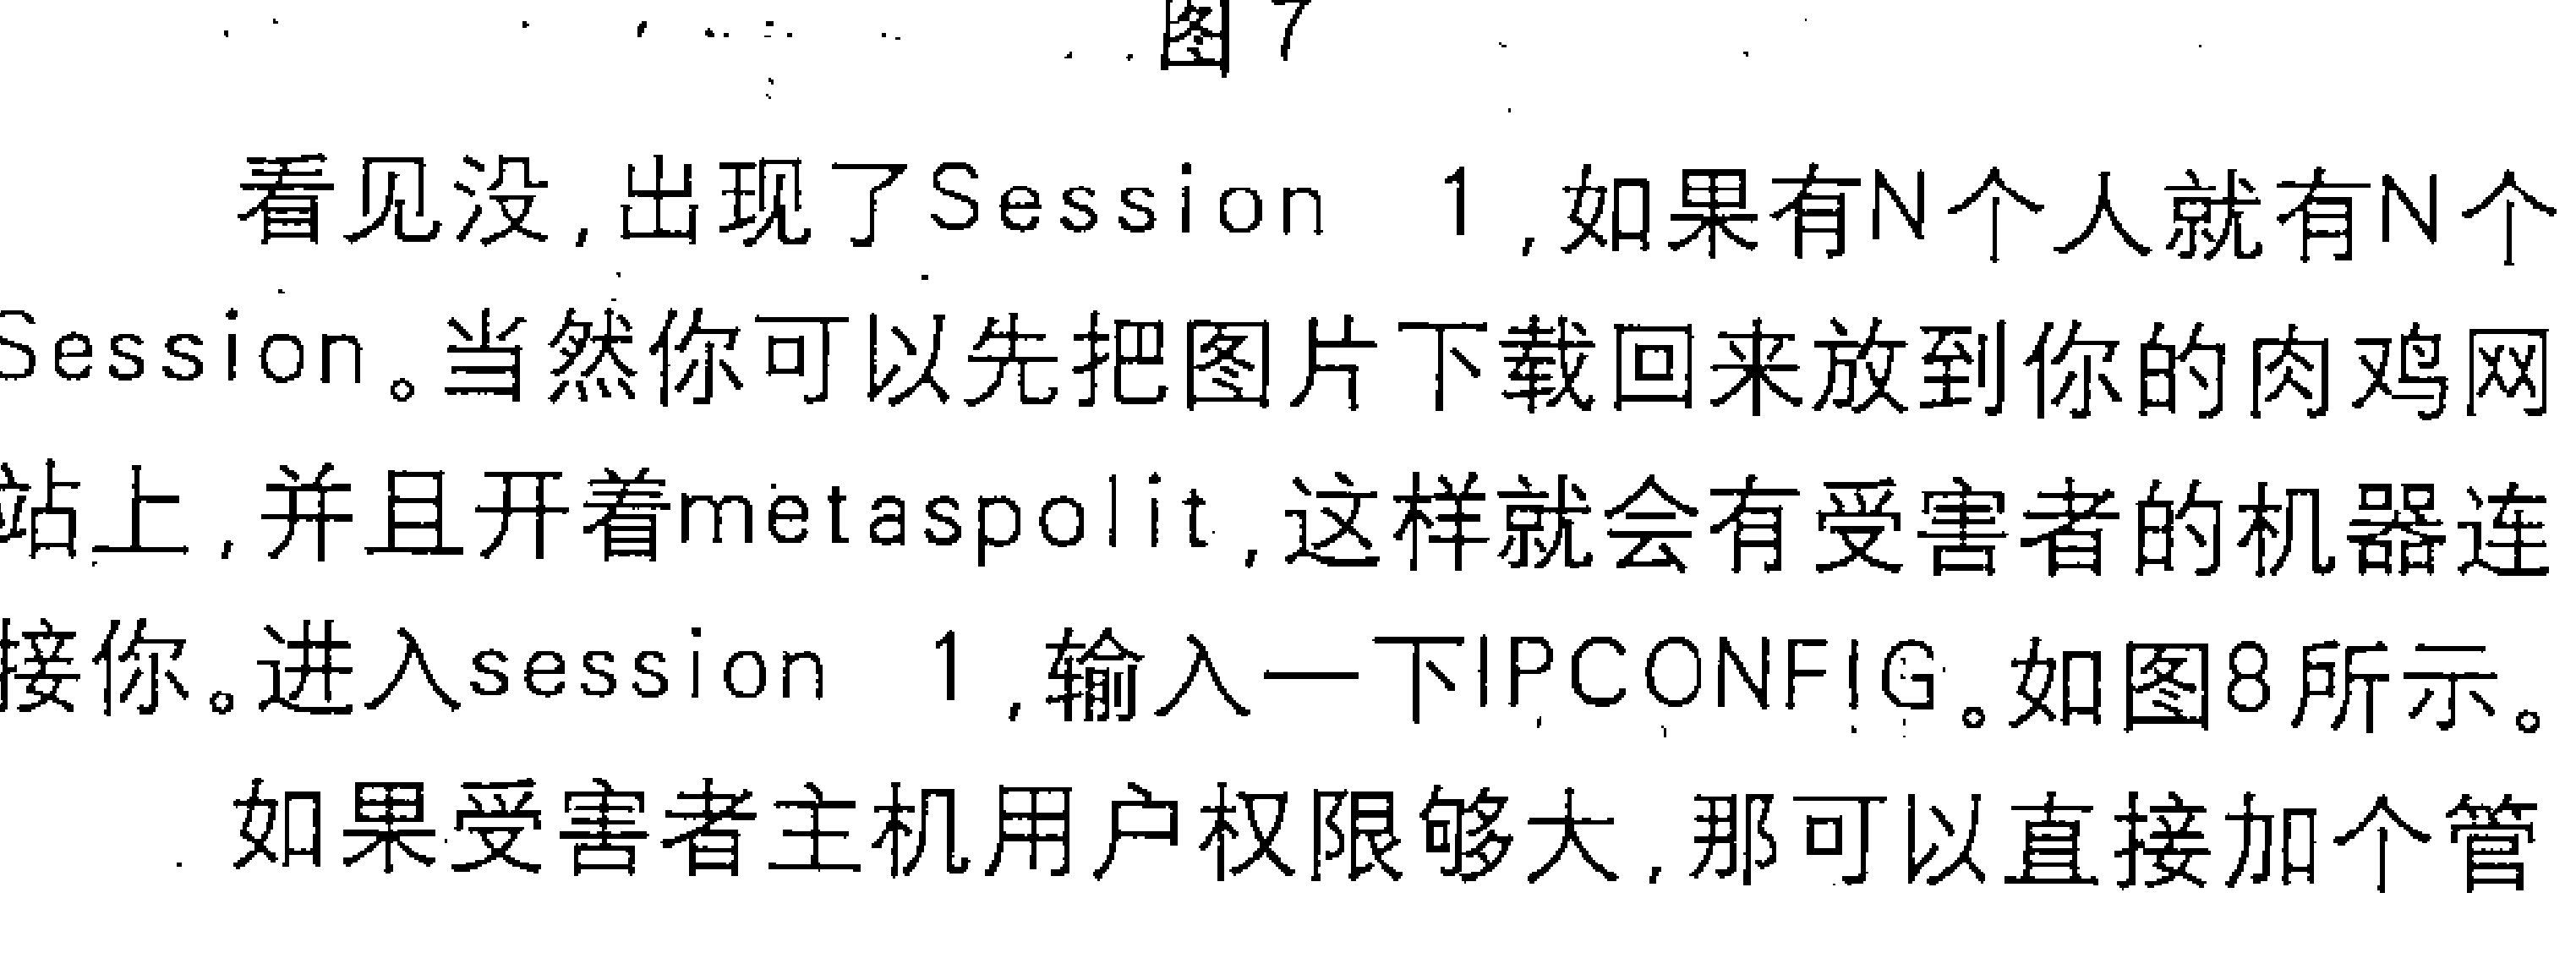 图 7
看见没,出现了Session 1,如果有N个人就有N个
Session。当然你可以先把图片下载回来放到你的肉鸡网
站上,并且开着metaspolit,这样就会有受害者的机器连
接你。进入session 1,输入一下IPCONFIG。如图8所示。
如果受害者主机用户权限够大,那可以直接加个管